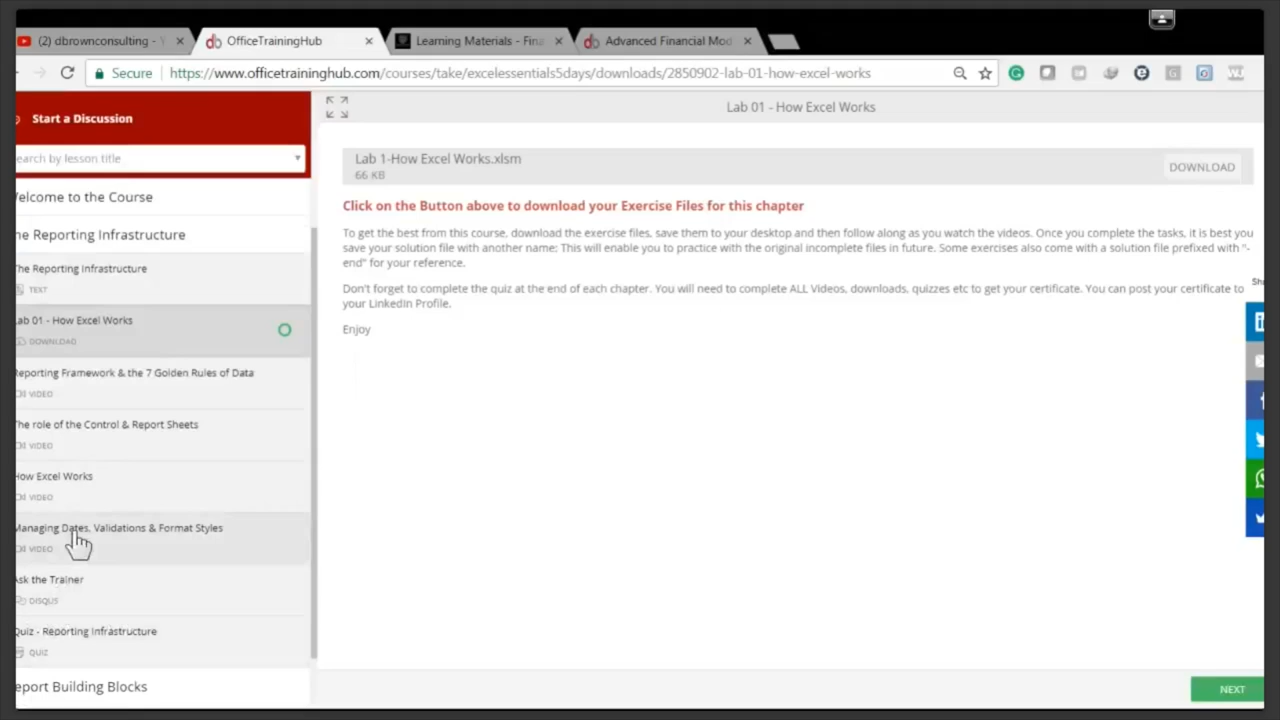 (2) dbrownconsulting -
OfficeTrainingHub
Learning Materials - Fina
Advanced Financial Mod
Secure
https://www.officetraininghub.com/courses/take/excelessentials5days/downloads/2850902-lab-01-how-excel-works
Start a Discussion
earch by lesson title
elcome to the Course
he Reporting Infrastructure
The Reporting Infrastructure
TEXT
Lab 01 - How Excel Works
DOWNLOAD
Reporting Framework & the 7 Golden Rules of Data
VIDEO
The role of the Control & Report Sheets
VIDEO
How Excel Works
VIDEO
Managing Dates, Validations & Format Styles
VIDEO
Ask the Trainer
DISQUS
Quiz - Reporting Infrastructure
QUIZ
eport Building Blocks
Lab 01 - How Excel Works
Lab 1-How Excel Works.xlsm
66 KB
DOWNLOAD
Click on the Button above to download your Exercise Files for this chapter
To get the best from this course, download the exercise files, save them to your desktop and then follow along as you watch the videos. Once you complete the tasks, it is best you
save your solution file with another name; This will enable you to practice with the original incomplete files in future. Some exercises also come with a solution file prefixed with "-
end" for your reference.
Don't forget to complete the quiz at the end of each chapter. You will need to complete ALL Videos, downloads, quizzes etc to get your certificate. You can post your certificate to
your LinkedIn Profile.
Enjoy
Sha
NEXT